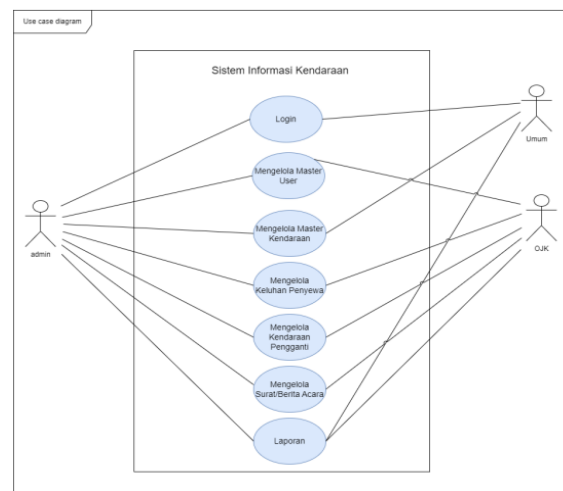 Use case diagram
Sistem Informasi Kendaraan
Login
Mengelola Master
User
Mengelola Master
Kendaraan
Mengelola
Keluhan Penyewa
Mengelola
Kendaraan
Pengganti
Mengelola
Surat/Berita Acara
Laporan
admin
Umum
OJK